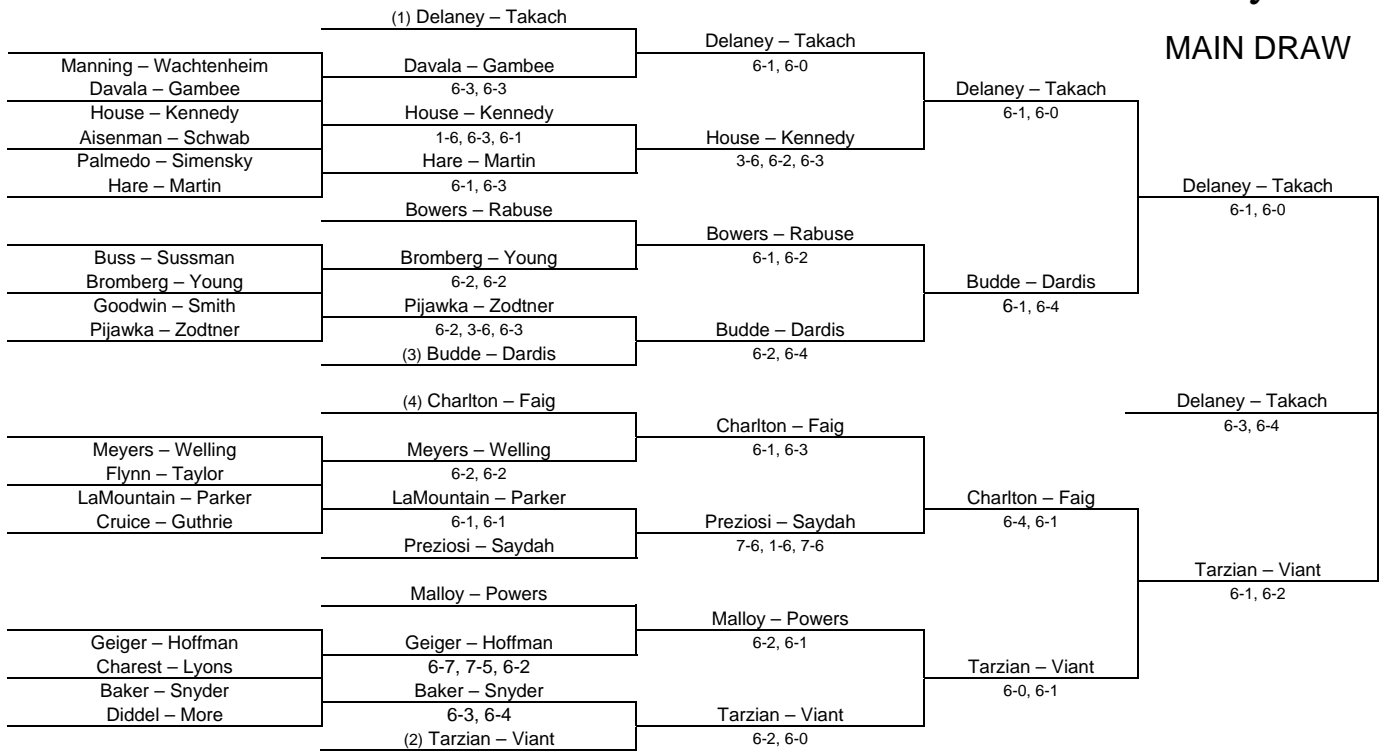 MAIN DRAW
Manning – Wachtenheim
Davala – Gambee
House – Kennedy
Aisenman – Schwab
Palmedo – Simensky
Hare – Martin
Buss – Sussman
Bromberg – Young
Goodwin – Smith
Pijawka – Zodtner
Meyers – Welling
Flynn – Taylor
LaMountain – Parker
Cruice – Guthrie
Geiger – Hoffman
Charest – Lyons
Baker – Snyder
Diddel – More
(1) Delaney – Takach
Davala – Gambee
6-3, 6-3
House – Kennedy
1-6, 6-3, 6-1
Hare – Martin
6-1, 6-3
Bowers – Rabuse
Bromberg – Young
6-2, 6-2
Pijawka – Zodtner
6-2, 3-6, 6-3
(3) Budde – Dardis
(4) Charlton – Faig
Meyers – Welling
6-2, 6-2
LaMountain – Parker
6-1, 6-1
Preziosi – Saydah
Malloy – Powers
Geiger – Hoffman
6-7, 7-5, 6-2
Baker – Snyder
6-3, 6-4
(2) Tarzian – Viant
Delaney – Takach
6-1, 6-0
House – Kennedy
3-6, 6-2, 6-3
Bowers – Rabuse
6-1, 6-2
Budde – Dardis
6-2, 6-4
Charlton – Faig
6-1, 6-3
Preziosi – Saydah
7-6, 1-6, 7-6
Malloy – Powers
6-2, 6-1
Tarzian – Viant
6-2, 6-0
Delaney – Takach
6-1, 6-0
Budde – Dardis
6-1, 6-4
Charlton – Faig
6-4, 6-1
Tarzian – Viant
6-0, 6-1
Delaney – Takach
6-1, 6-0
Tarzian – Viant
6-1, 6-2
Delaney – Takach
6-3, 6-4